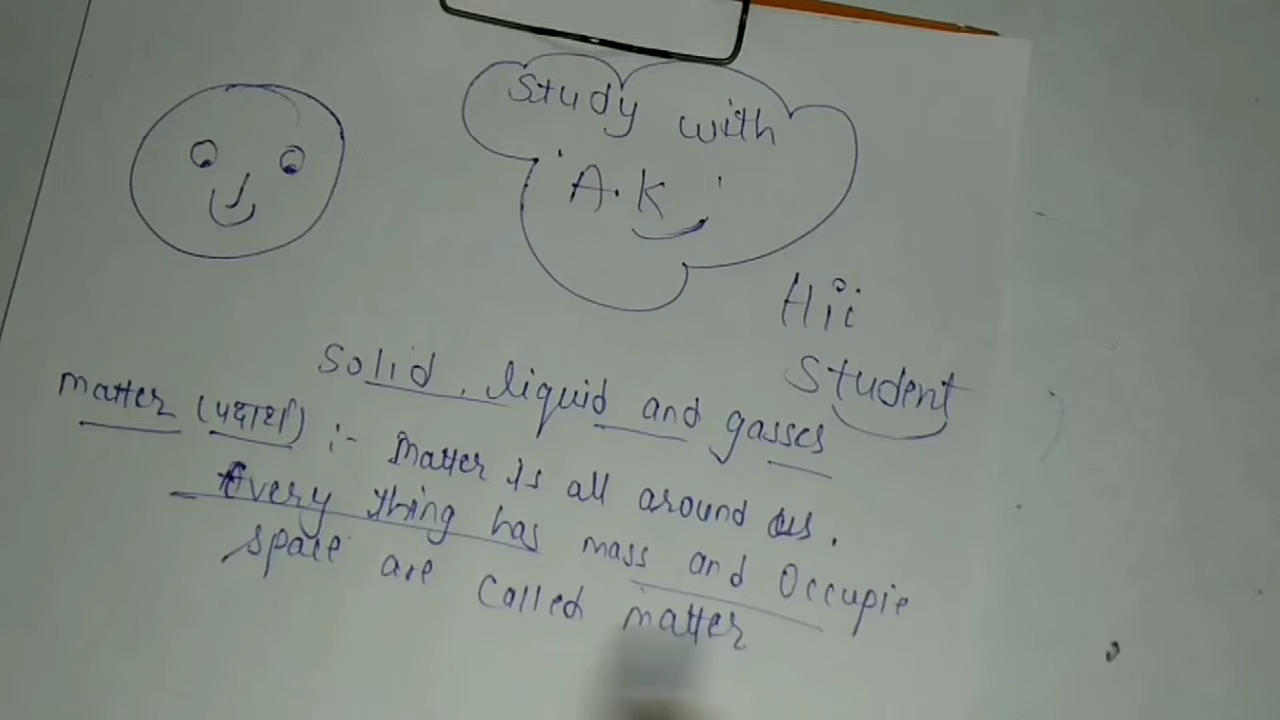 Study with
'A.K'
Hii
Student
Solid, liquid and gasses
Matter (पदार्थ) :- Matter is all around us.
Every thing has mass and Occupie
space are Called matter